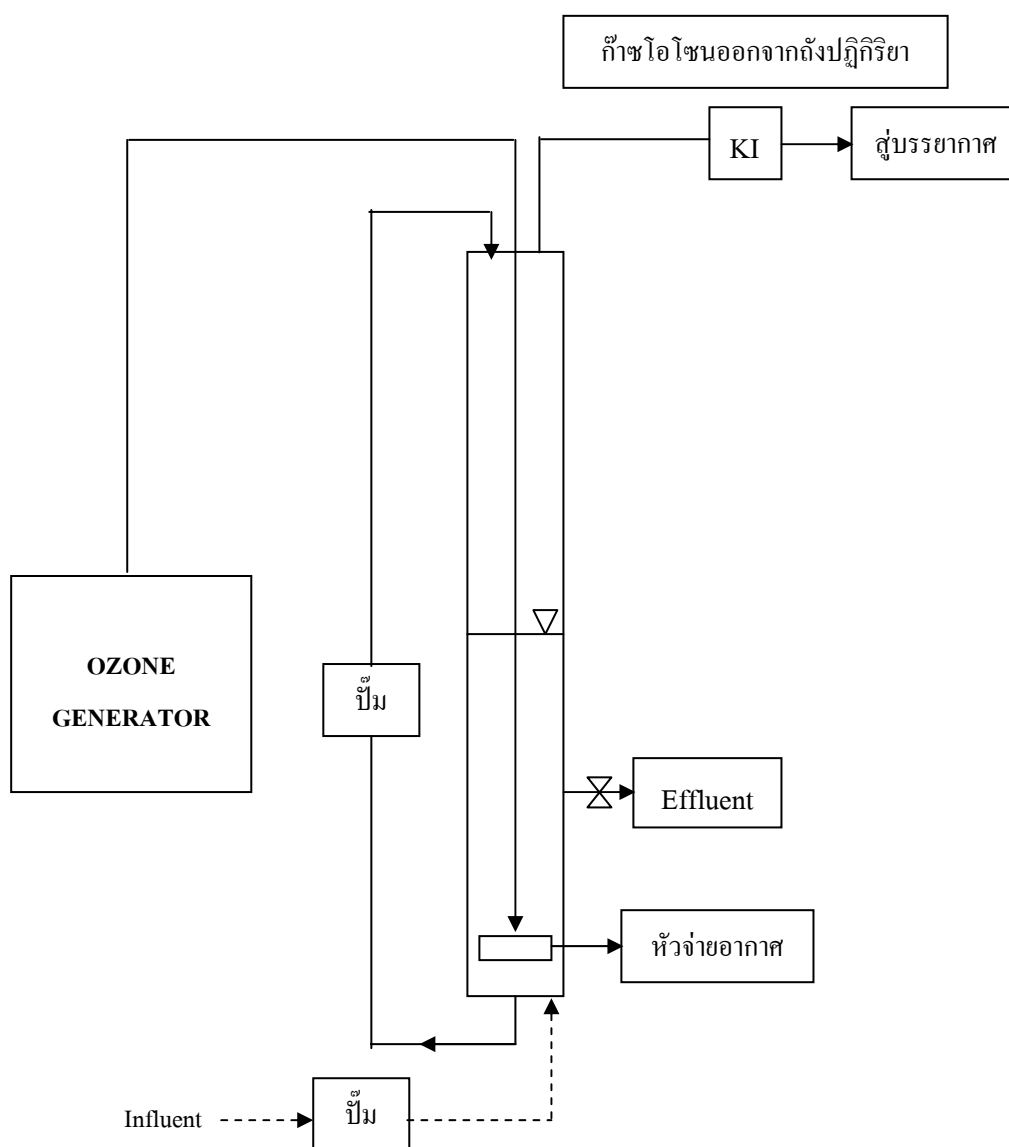 ก๊าซโอโซนออกจากถังปฏิกิริยา
KI
สู่บรรยากาศ
OZONE
GENERATOR
ปั๊ม
Effluent
หัวจ่ายอากาศ
Influent
ปั๊ม